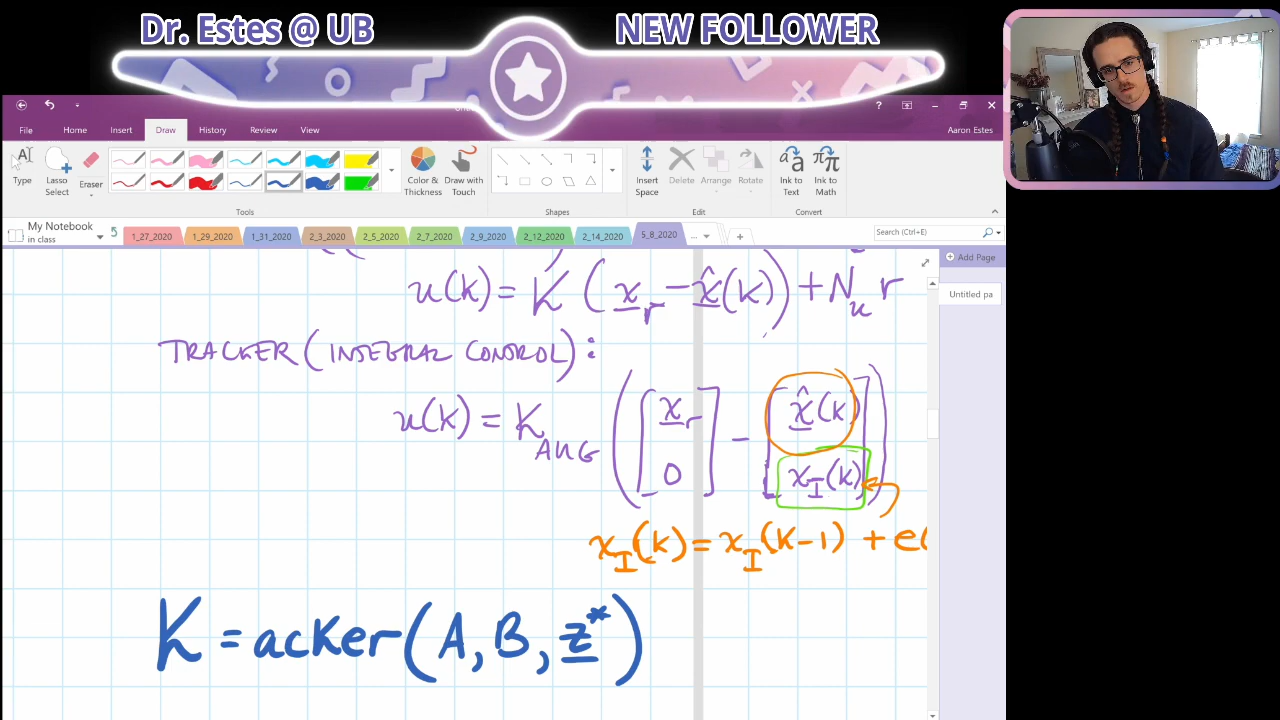 Dr. Estes @ UB NEW FOLLOWER
File Home Insert Draw History Review View Aaron Estes
Type Lasso Select Eraser Color & Thickness Draw with Touch Insert Space Delete Arrange Rotate Ink to Text Ink to Math
Tools Shapes Edit Convert
My Notebook
in class
1_27_2020 1_29_2020 1_31_2020 2_3_2020 2_5_2020 2_7_2020 2_9_2020 2_12_2020 2_14_2020 5_8_2020 ... Search (Ctrl+E)
Add Page
Untitled pa
u(k) = K (x_r - x̂(k)) + N_u r
TRACKER (INTEGRAL CONTROL):
u(k) = K_AUG ([x_r 0] - [x̂(k) x_I(k)])
x_I(k) = x_I(k-1) + e(
K = acker(A, B, z*)